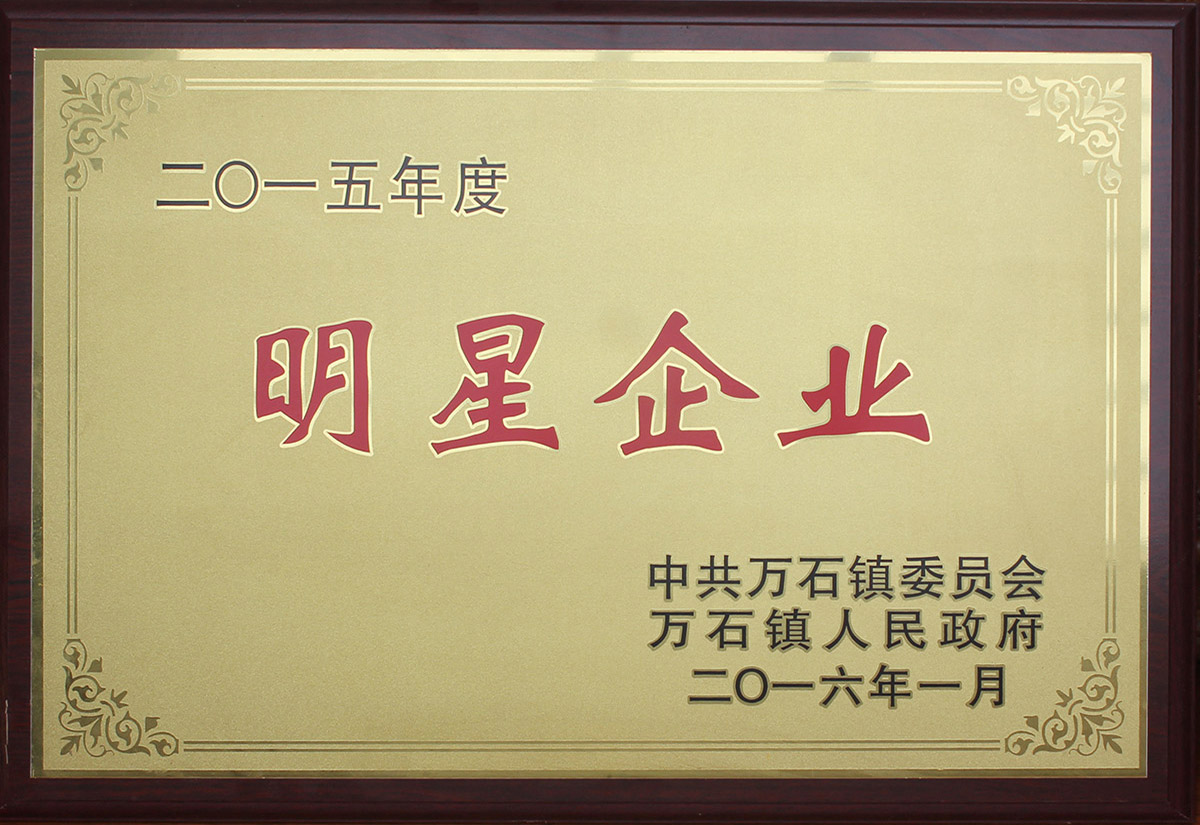 二〇一五年度
明星企业
中共万石镇委员会
万石镇人民政府
二〇一六年一月